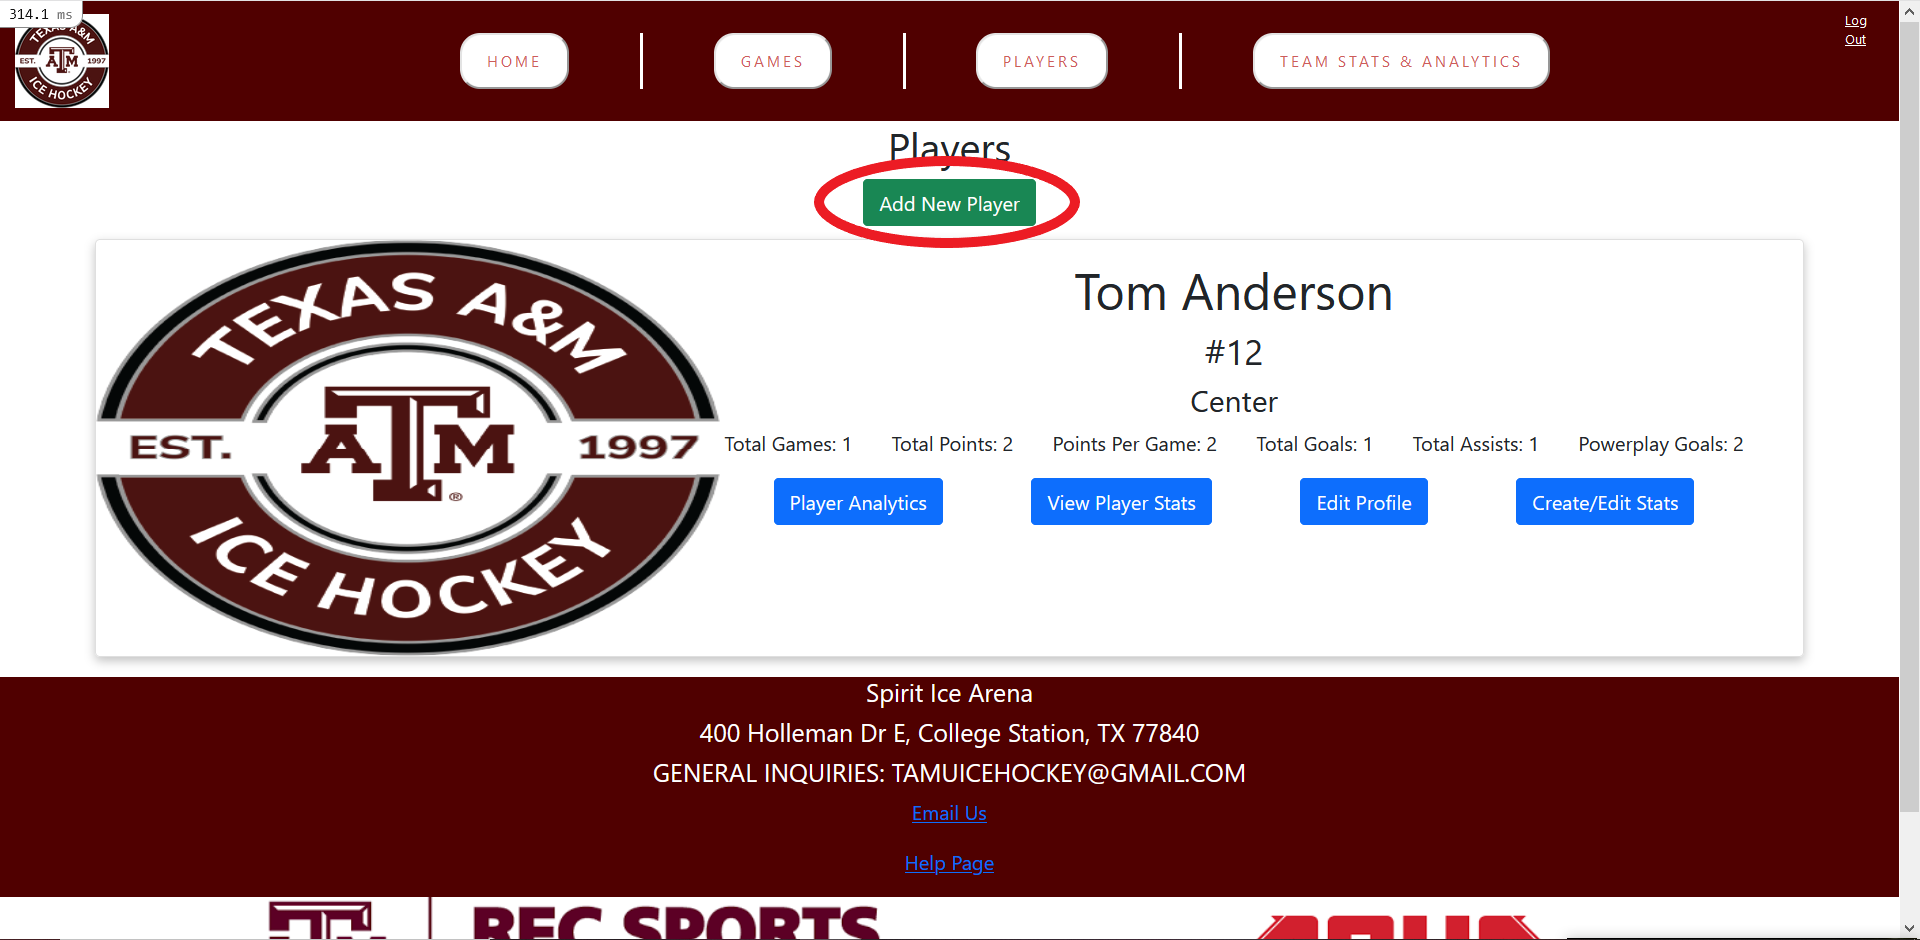 314.1 ms
TEXAS A&M
EST. ATM 1997
ICE HOCKEY
HOME
GAMES
PLAYERS
TEAM STATS & ANALYTICS
Log
Out
Players
Add New Player
TEXAS A&M
EST. ATM 1997
®
ICE HOCKEY
Tom Anderson
#12
Center
Total Games: 1 Total Points: 2 Points Per Game: 2 Total Goals: 1 Total Assists: 1 Powerplay Goals: 2
Player Analytics View Player Stats Edit Profile Create/Edit Stats
Spirit Ice Arena
400 Holleman Dr E, College Station, TX 77840
GENERAL INQUIRIES: TAMUICEHOCKEY@GMAIL.COM
Email Us
Help Page
REC SPORTS